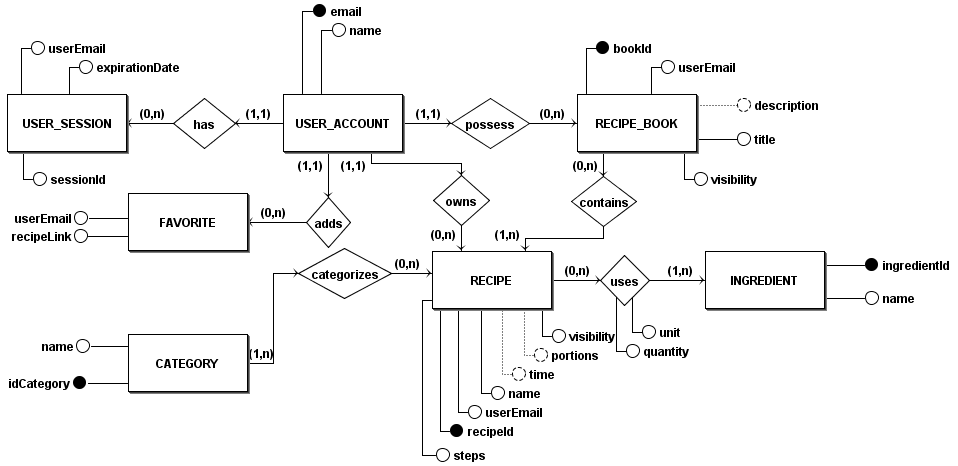 email
name
userEmail
expirationDate
USER_SESSION
sessionId
(0,n)
has
(1,1)
USER_ACCOUNT
(1,1)
possess
(0,n)
bookId
userEmail
RECIPE_BOOK
description
title
visibility
(1,1)
(1,1)
(0,n)
userEmail
recipeLink
FAVORITE
(0,n)
adds
owns
contains
(0,n)
(1,n)
categorizes
(0,n)
RECIPE
(0,n)
uses
(1,n)
INGREDIENT
ingredientId
name
unit
quantity
name
idCategory
CATEGORY
(1,n)
visibility
portions
time
name
userEmail
recipeId
steps